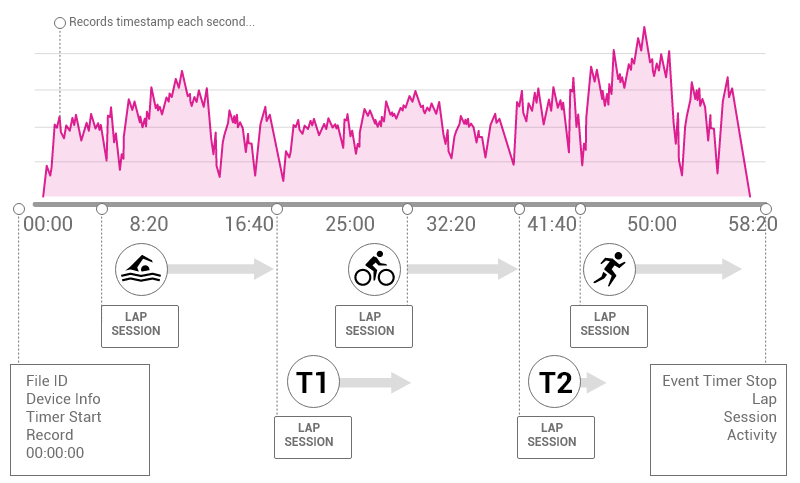 Records timestamp each second...
00:00 8:20 16:40 25:00 32:20 41:40 50:00 58:20
LAP
SESSION
LAP
SESSION
LAP
SESSION
T1
T2
LAP
SESSION
LAP
SESSION
File ID
Device Info
Timer Start
Record
00:00:00
Event Timer Stop
Lap
Session
Activity